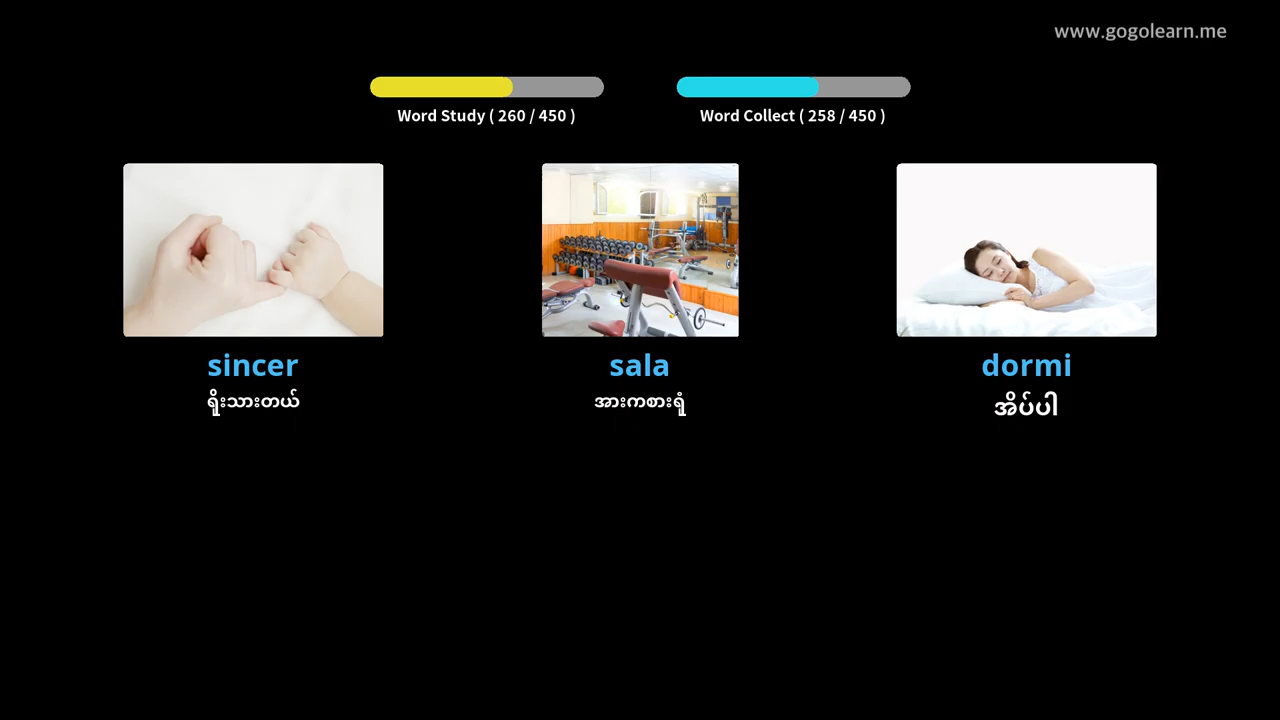 www.gogolearn.me
Word Study ( 260 / 450 )
Word Collect ( 258 / 450 )
sincer
ရိုးသားတယ်
sala
အားကစားရုံ
dormi
အိပ်ပါ